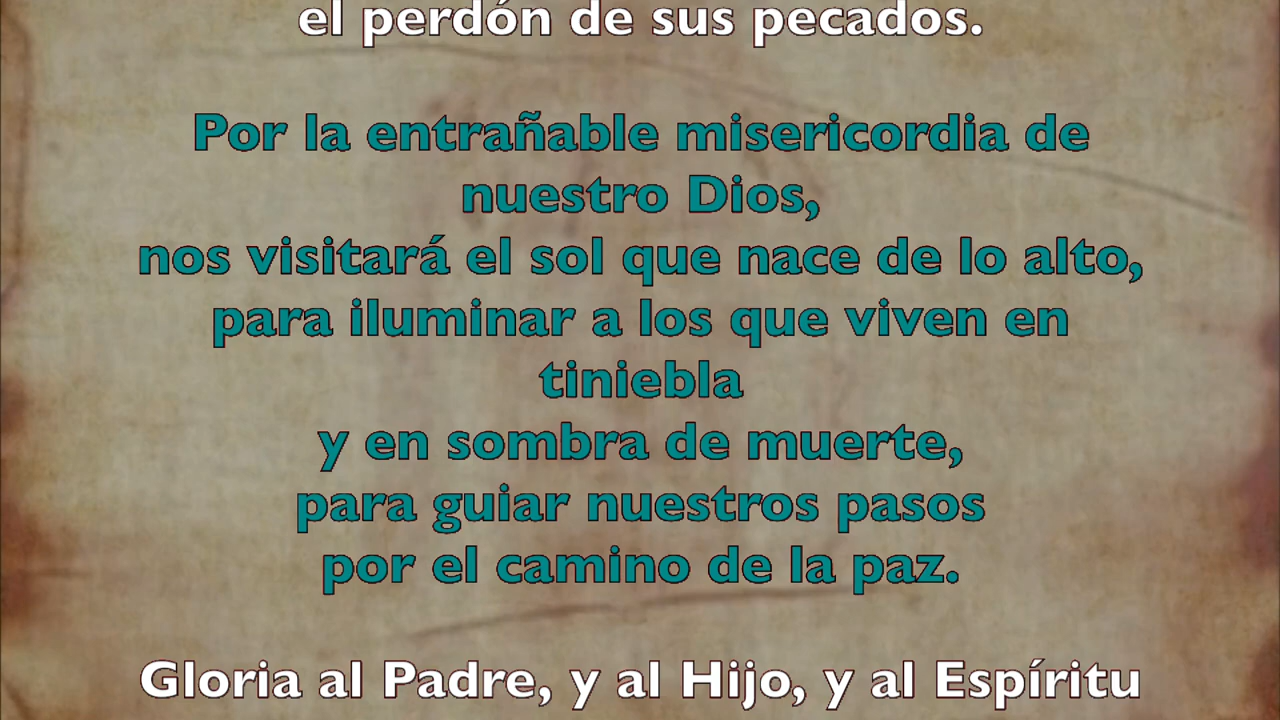 el perdón de sus pecados.
Por la entrañable misericordia de
nuestro Dios,
nos visitará el sol que nace de lo alto,
para iluminar a los que viven en
tiniebla
y en sombra de muerte,
para guiar nuestros pasos
por el camino de la paz.
Gloria al Padre, y al Hijo, y al Espíritu